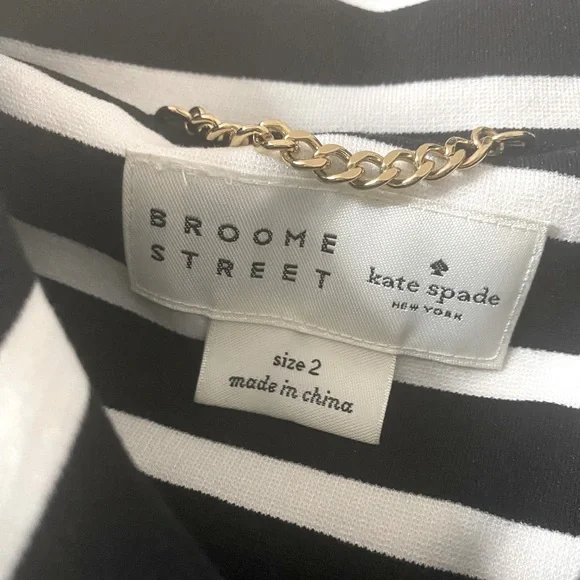 BROOME
STREET
kate spade
NEW YORK
size 2
made in china